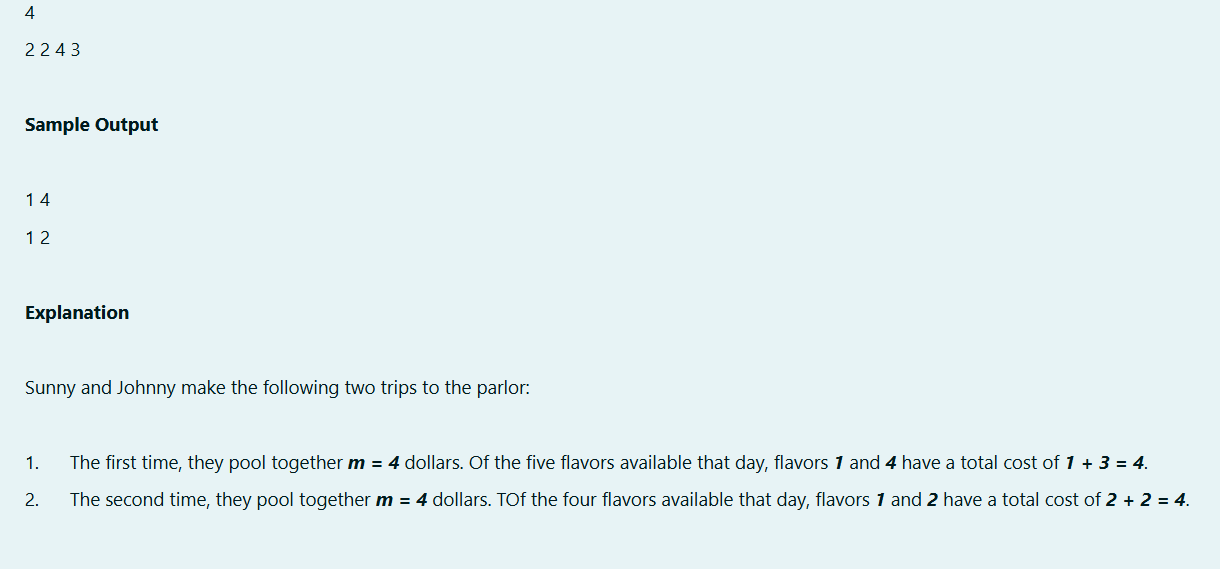 4
2 2 4 3
Sample Output
1 4
1 2
Explanation
Sunny and Johnny make the following two trips to the parlor:
1. The first time, they pool together m = 4 dollars. Of the five flavors available that day, flavors 1 and 4 have a total cost of 1 + 3 = 4.
2. The second time, they pool together m = 4 dollars. TOf the four flavors available that day, flavors 1 and 2 have a total cost of 2 + 2 = 4.